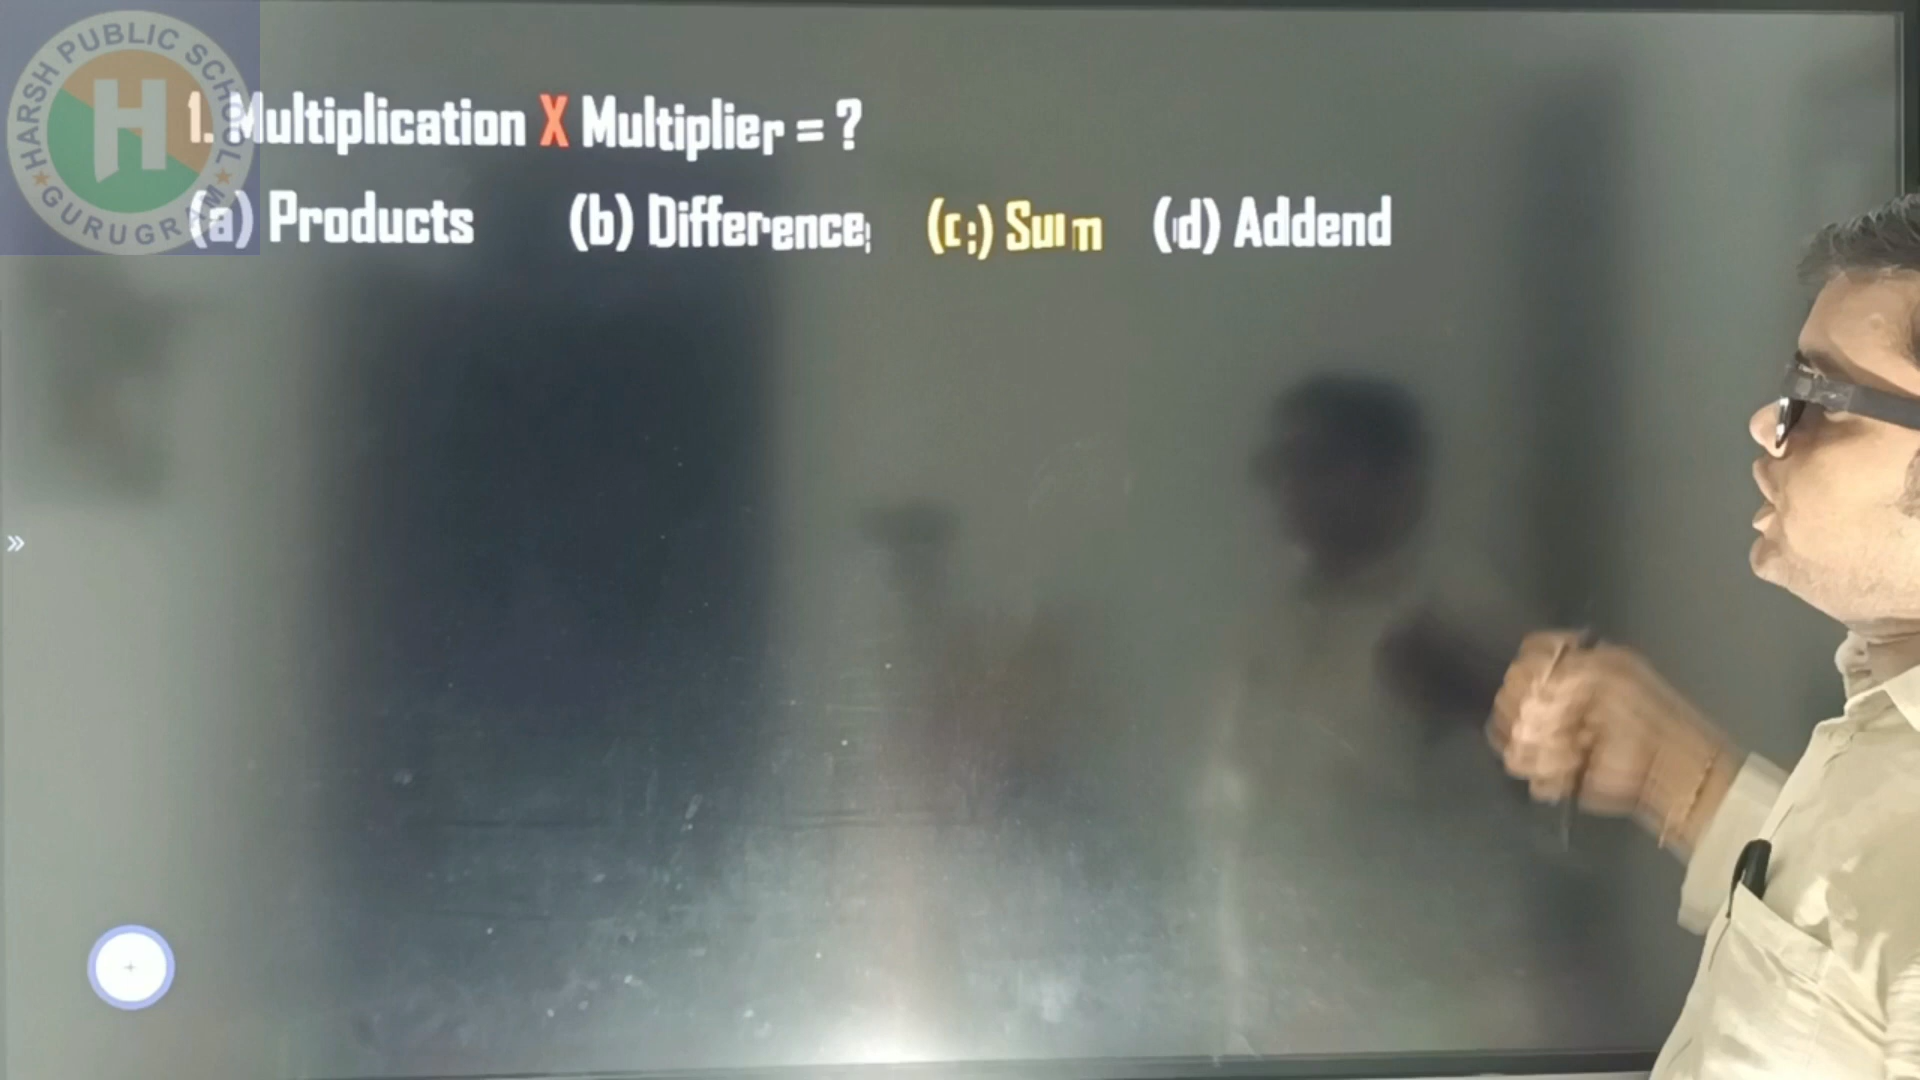 HARSH PUBLIC SCHOOL
GURUGRAM
H
1. Multiplication X Multiplier = ?
(a) Products (b) Difference (c) Sum (d) Addend
»